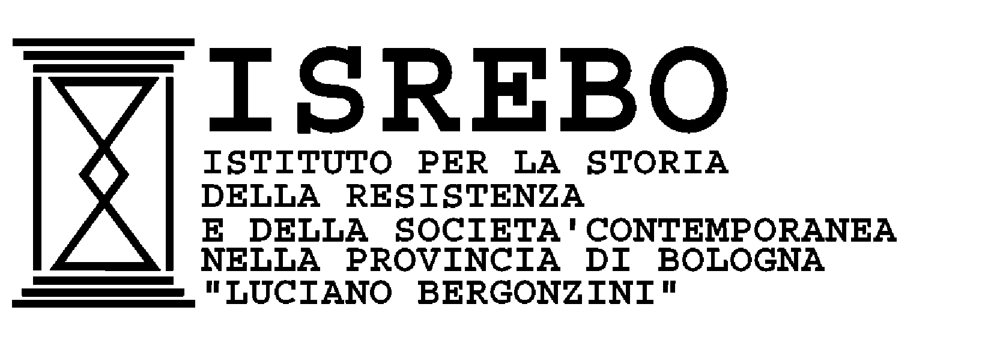 ISREBO
ISTITUTO PER LA STORIA
DELLA RESISTENZA
E DELLA SOCIETA'CONTEMPORANEA
NELLA PROVINCIA DI BOLOGNA
"LUCIANO BERGONZINI"